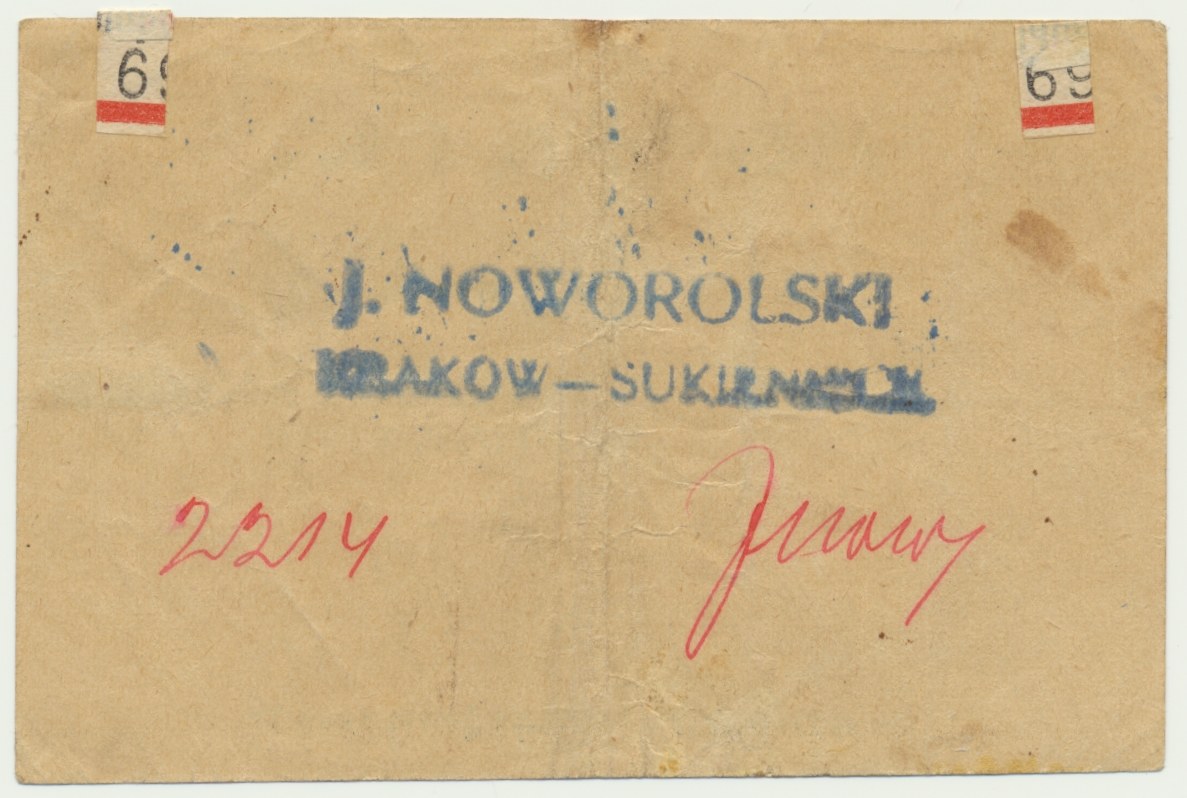 69 69
J. NOWOROLSKI
KRAKOW — SUKIENNICE
2214